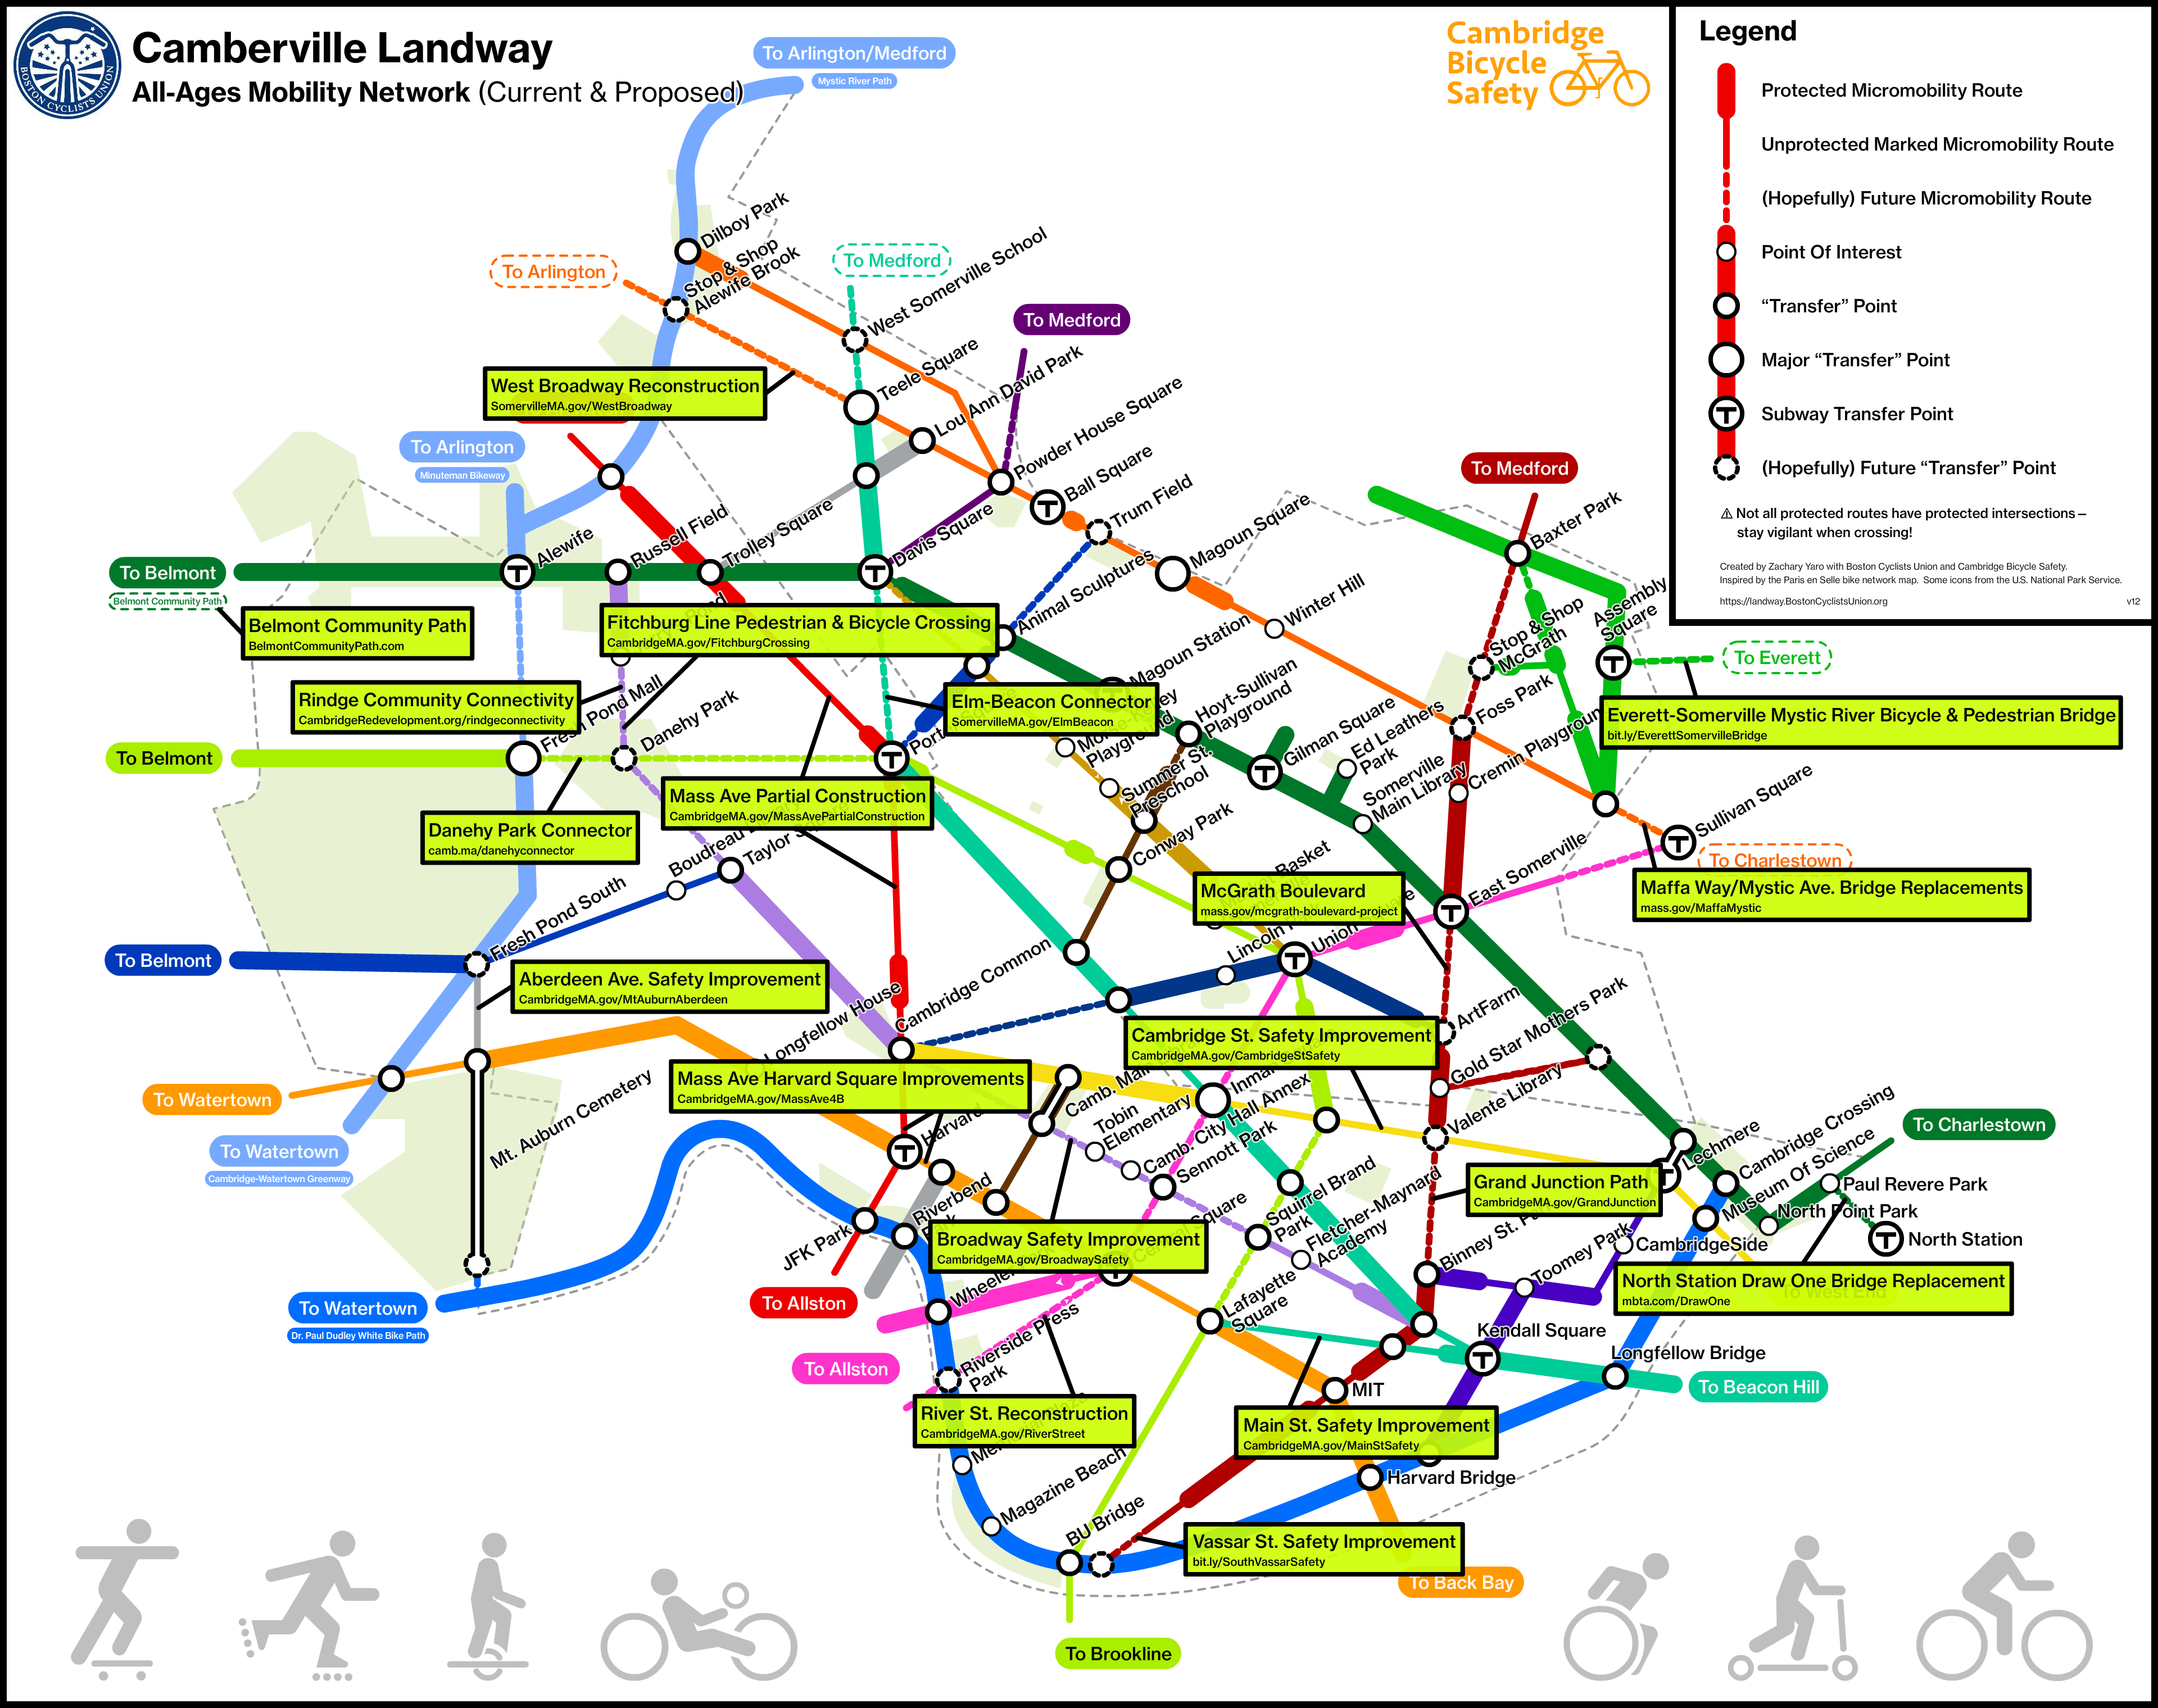 BOSTON CYCLISTS UNION
Camberville Landway
All-Ages Mobility Network (Current & Proposed)
To Arlington/Medford
Mystic River Path
Cambridge
Bicycle
Safety
Legend
Protected Micromobility Route
Unprotected Marked Micromobility Route
(Hopefully) Future Micromobility Route
Point Of Interest
“Transfer” Point
Major “Transfer” Point
T
Subway Transfer Point
(Hopefully) Future “Transfer” Point
⚠ Not all protected routes have protected intersections –
stay vigilant when crossing!
Created by Zachary Yaro with Boston Cyclists Union and Cambridge Bicycle Safety.
Inspired by the Paris en Selle bike network map. Some icons from the U.S. National Park Service.
https://landway.BostonCyclistsUnion.org
v12
Dilboy Park
To Arlington
Stop & Shop
Alewife Brook
To Medford
West Somerville School
To Medford
West Broadway Reconstruction
SomervilleMA.gov/WestBroadway
Teele Square
Lou Ann David Park
Powder House Square
To Arlington
Minuteman Bikeway
Ball Square
Trum Field
Magoun Square
To Medford
Baxter Park
Alewife
Russell Field
Trolley Square
Davis Square
Animal Sculptures
Winter Hill
Stop & Shop
McGrath
Assembly
Square
To Belmont
Belmont Community Path
Belmont Community Path
BelmontCommunityPath.com
Fitchburg Line Pedestrian & Bicycle Crossing
CambridgeMA.gov/FitchburgCrossing
Magoun Station
To Everett
Rindge Community Connectivity
CambridgeRedevelopment.org/rindgeconnectivity
Fresh Pond Mall
Danehy Park
Elm-Beacon Connector
SomervilleMA.gov/ElmBeacon
Hoyt-Sullivan
Playground
Gilman Square
Ed Leathers
Park
Foss Park
Everett-Somerville Mystic River Bicycle & Pedestrian Bridge
bit.ly/EverettSomervilleBridge
To Belmont
Summer St.
Preschool
Somerville
Main Library
Cremin Playground
Sullivan Square
To Charlestown
Mass Ave Partial Construction
CambridgeMA.gov/MassAvePartialConstruction
Danehy Park Connector
camb.ma/danehyconnector
Taylor Square
Conway Park
McGrath Boulevard
mass.gov/mcgrath-boulevard-project
East Somerville
Maffa Way/Mystic Ave. Bridge Replacements
mass.gov/MaffaMystic
To Belmont
Fresh Pond South
Union Square
Aberdeen Ave. Safety Improvement
CambridgeMA.gov/MtAuburnAberdeen
Longfellow House
Cambridge Common
ArtFarm
Gold Star Mothers Park
Cambridge St. Safety Improvement
CambridgeMA.gov/CambridgeStSafety
Mass Ave Harvard Square Improvements
CambridgeMA.gov/MassAve4B
Valente Library
To Watertown
Mt. Auburn Cemetery
To Watertown
Cambridge-Watertown Greenway
Tobin
Elementary
Camb. City Hall Annex
Sennott Park
To Charlestown
Lechmere
Cambridge Crossing
Museum Of Science
Paul Revere Park
North Point Park
North Station
Grand Junction Path
CambridgeMA.gov/GrandJunction
CambridgeSide
JFK Park
Riverbend
Park
Broadway Safety Improvement
CambridgeMA.gov/BroadwaySafety
Squirrel Brand
Park
Fletcher-Maynard
Academy
Toomey Park
North Station Draw One Bridge Replacement
mbta.com/DrawOne
To West End
To Watertown
Dr. Paul Dudley White Bike Path
To Allston
Lafayette
Square
Kendall Square
Longfellow Bridge
To Beacon Hill
To Allston
Riverside Press
Park
MIT
River St. Reconstruction
CambridgeMA.gov/RiverStreet
Main St. Safety Improvement
CambridgeMA.gov/MainStSafety
Harvard Bridge
Magazine Beach
BU Bridge
Vassar St. Safety Improvement
bit.ly/SouthVassarSafety
To Back Bay
To Brookline